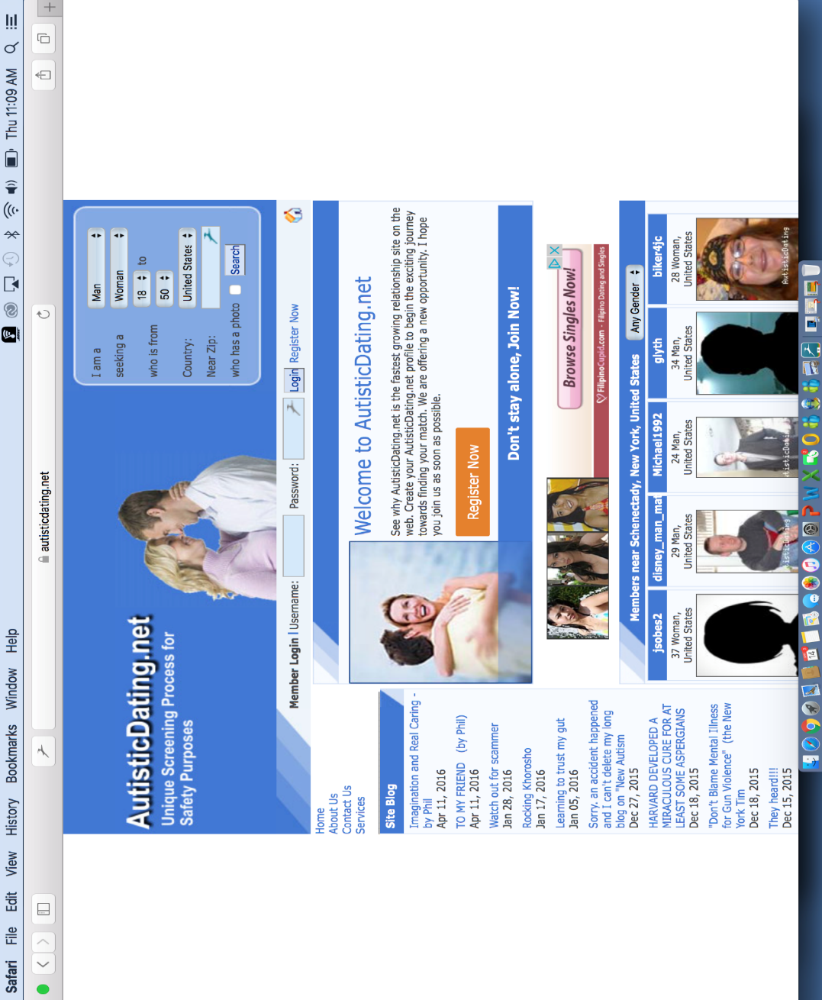 Safari File Edit View History Bookmarks Window Help Thu 11:09 AM
autisticdating.net
AutisticDating.net
Unique Screening Process for
Safety Purposes
I am a Man
seeking a Woman
who is from 18 to
50
Country: United States
Near Zip:
who has a photo Search
Member Login | Username: Password: Login Register Now
Home
About Us
Contact Us
Services
Site Blog
Imagination and Real Caring -
by Phil
Apr 11, 2016
TO MY FRIEND (by Phil)
Apr 11, 2016
Watch out for scammer
Jan 28, 2016
Rocking Khorosho
Jan 17, 2016
Learning to trust my gut
Jan 05, 2016
Sorry. an accident happened
and I can't delete my long
blog on "New Autism
Dec 27, 2015
HARVARD DEVELOPED A
MIRACULOUS CURE FOR AT
LEAST SOME ASPERGIANS
Dec 18, 2015
"Don't Blame Mental Illness
for Gun Violence" (the New
York Tim
Dec 18, 2015
They heard!!!
Dec 15, 2015
Welcome to AutisticDating.net
See why AutisticDating.net is the fastest growing relationship site on the
web. Create your AutisticDating.net profile to begin the exciting journey
towards finding your match. We are offering a new opportunity. I hope
you join us as soon as possible.
Register Now
Don't stay alone, Join Now!
Browse Singles Now!
FilipinoCupid.com - Filipino Dating and Singles
Members near Schenectady, New York, United States Any Gender
jsobes2 disney_man_mat Michael1992 glyth biker4jc
37 Woman, 29 Man, 24 Man, 34 Man, 28 Woman,
United States United States United States United States United States
AutisticDating
14